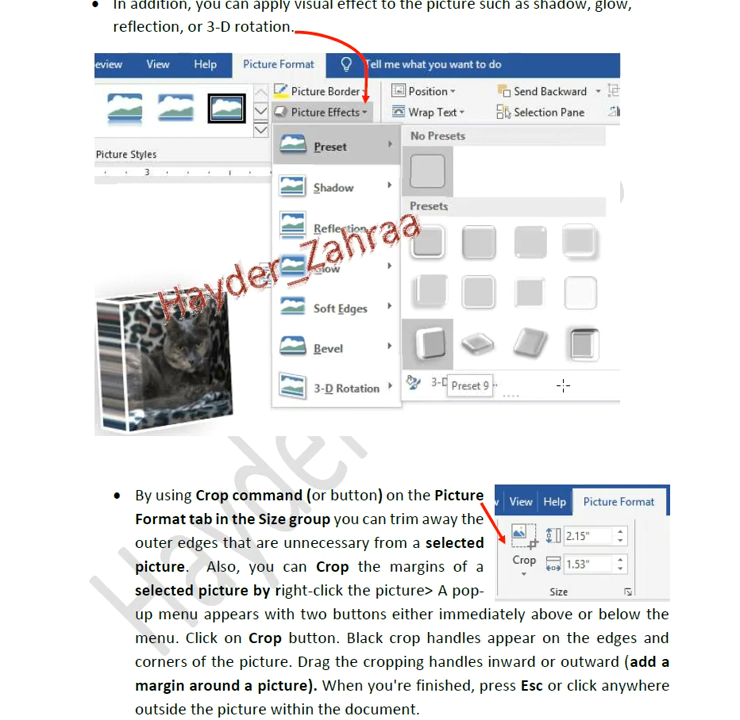 • In addition, you can apply visual effect to the picture such as shadow, glow,
reflection, or 3-D rotation.
eview View Help Picture Format Tell me what you want to do
Picture Border Position Send Backward
Picture Effects Wrap Text Selection Pane
Picture Styles
3
1
Preset
Shadow
Reflection
Glow
Soft Edges
Bevel
3-D Rotation
No Presets
Presets
3-D
Preset 9
Hayder_Zahraa
Hayder
• By using Crop command (or button) on the Picture
Format tab in the Size group you can trim away the
outer edges that are unnecessary from a selected
picture. Also, you can Crop the margins of a
selected picture by right-click the picture> A pop-
up menu appears with two buttons either immediately above or below the
menu. Click on Crop button. Black crop handles appear on the edges and
corners of the picture. Drag the cropping handles inward or outward (add a
margin around a picture). When you're finished, press Esc or click anywhere
outside the picture within the document.
View Help Picture Format
2.15"
Crop 1.53"
Size